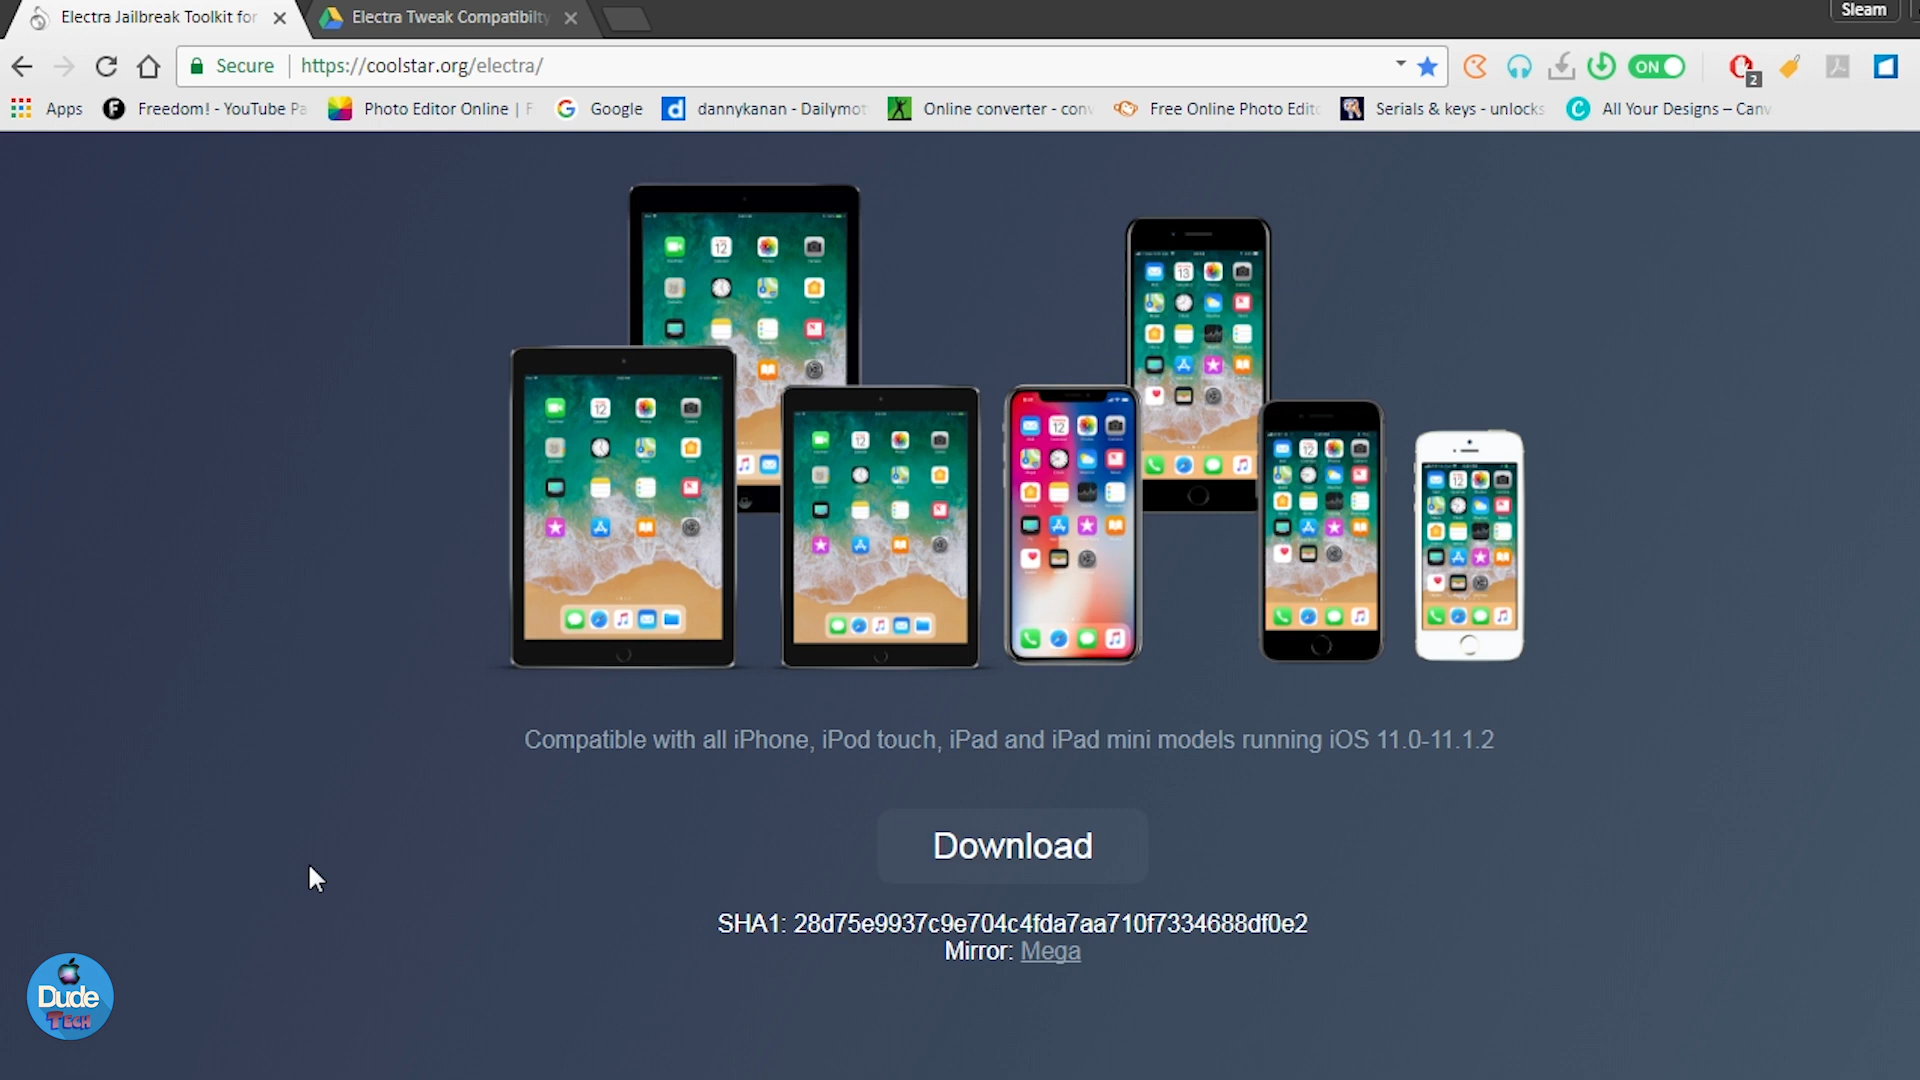 Electra Jailbreak Toolkit for
Electra Tweak Compatibilty
Sleam
Secure
https://coolstar.org/electra/
ON
2
Apps
Freedom! - YouTube Pa
Photo Editor Online | F
Google
dannykanan - Dailymot
Online converter - conv
Free Online Photo Edito
Serials & keys - unlocks
All Your Designs – Canv
Compatible with all iPhone, iPod touch, iPad and iPad mini models running iOS 11.0-11.1.2
Download
SHA1: 28d75e9937c9e704c4fda7aa710f7334688df0e2
Mirror: Mega
Dude
TECH